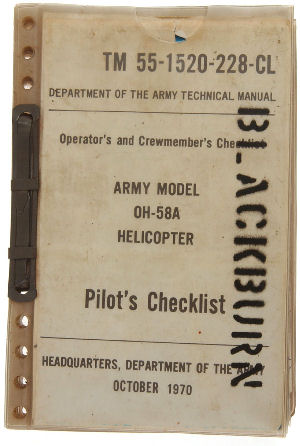 TM 55-1520-228-CL
DEPARTMENT OF THE ARMY TECHNICAL MANUAL
Operator's and Crewmember's Checklist
ARMY MODEL
OH-58A
HELICOPTER
Pilot's Checklist
HEADQUARTERS, DEPARTMENT OF THE ARMY
OCTOBER 1970
BLACKBURN